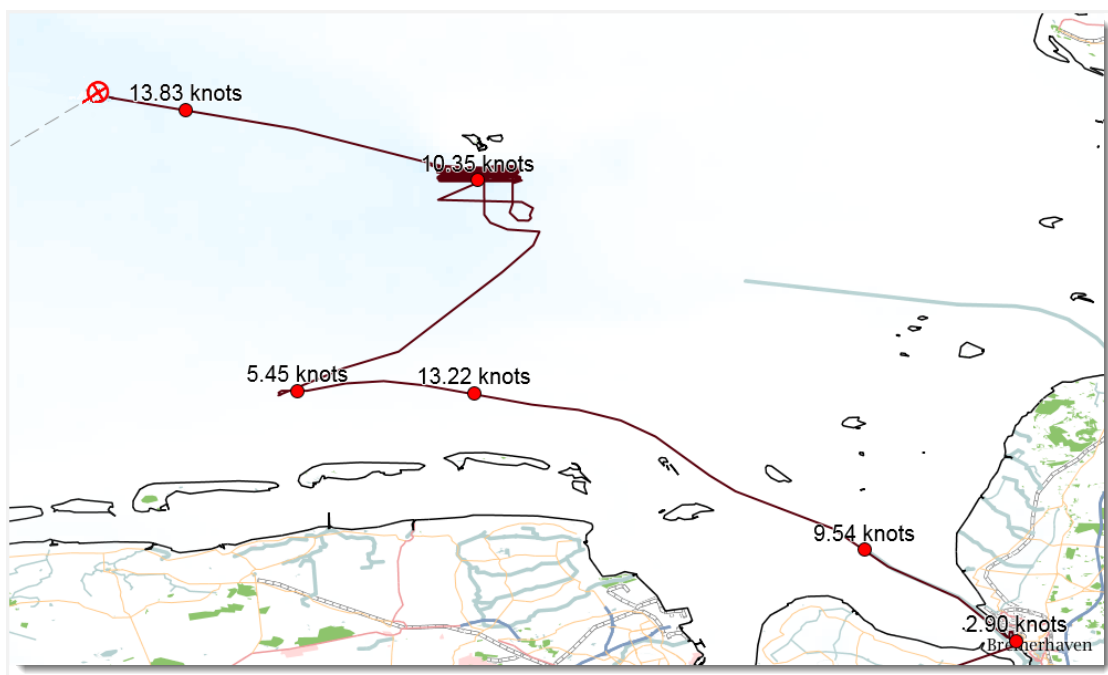 13.83 knots
10.35 knots
5.45 knots
13.22 knots
9.54 knots
2.90 knots
Bremerhaven